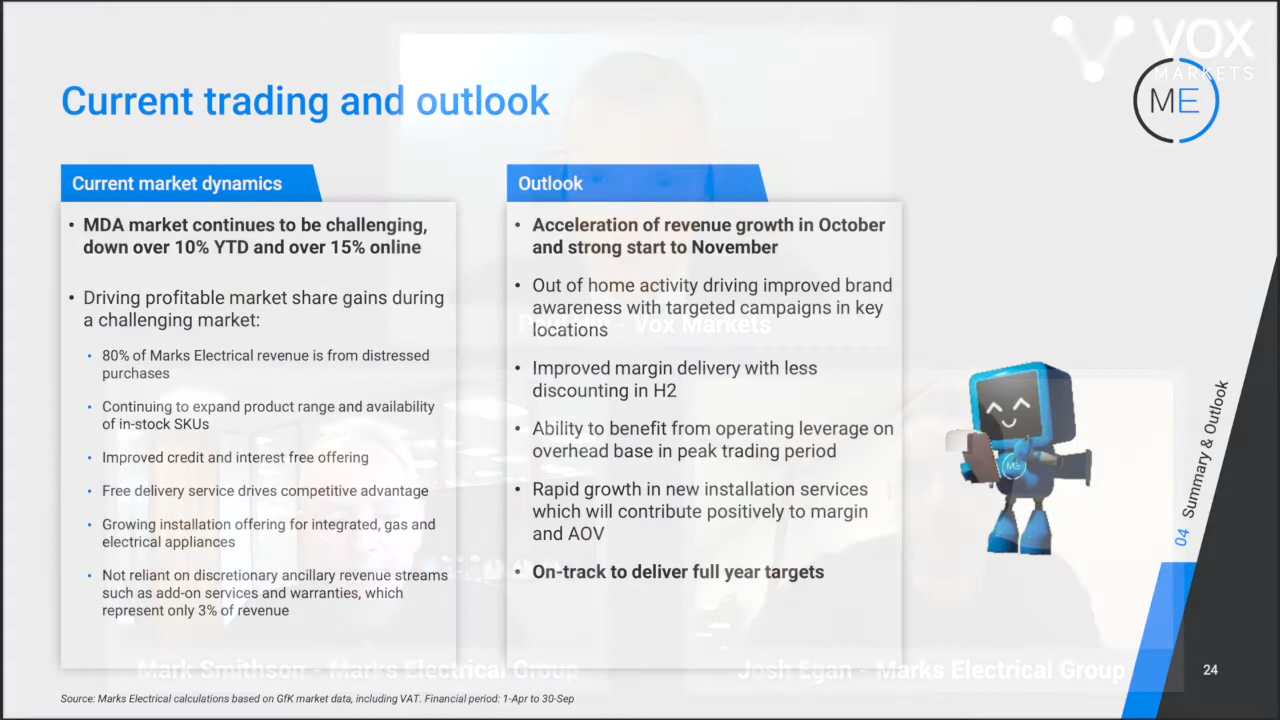 VOX
MARKETS
ME
Current trading and outlook
Current market dynamics
• MDA market continues to be challenging,
down over 10% YTD and over 15% online
• Driving profitable market share gains during
a challenging market:
• 80% of Marks Electrical revenue is from distressed
purchases
• Continuing to expand product range and availability
of in-stock SKUs
• Improved credit and interest free offering
• Free delivery service drives competitive advantage
• Growing installation offering for integrated, gas and
electrical appliances
• Not reliant on discretionary ancillary revenue streams
such as add-on services and warranties, which
represent only 3% of revenue
Outlook
• Acceleration of revenue growth in October
and strong start to November
• Out of home activity driving improved brand
awareness with targeted campaigns in key
locations
• Improved margin delivery with less
discounting in H2
• Ability to benefit from operating leverage on
overhead base in peak trading period
• Rapid growth in new installation services
which will contribute positively to margin
and AOV
• On-track to deliver full year targets
- Vox Markets
ME
04 Summary & Outlook
Mark Smithson - Marks Electrical Group
Josh Egan - Marks Electrical Group
24
Source: Marks Electrical calculations based on GfK market data, including VAT. Financial period: 1-Apr to 30-Sep